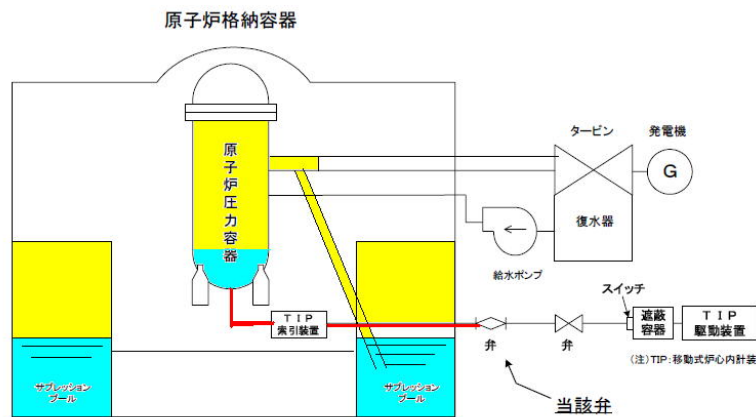 原子炉格納容器
タービン
発電機
G
原子炉圧力容器
復水器
給水ポンプ
スイッチ
TIP
索引装置
弁
弁
遮蔽
容器
TIP
駆動装置
(注)TIP:移動式炉心内計装
サプレッション
プール
サプレッション
プール
当該弁